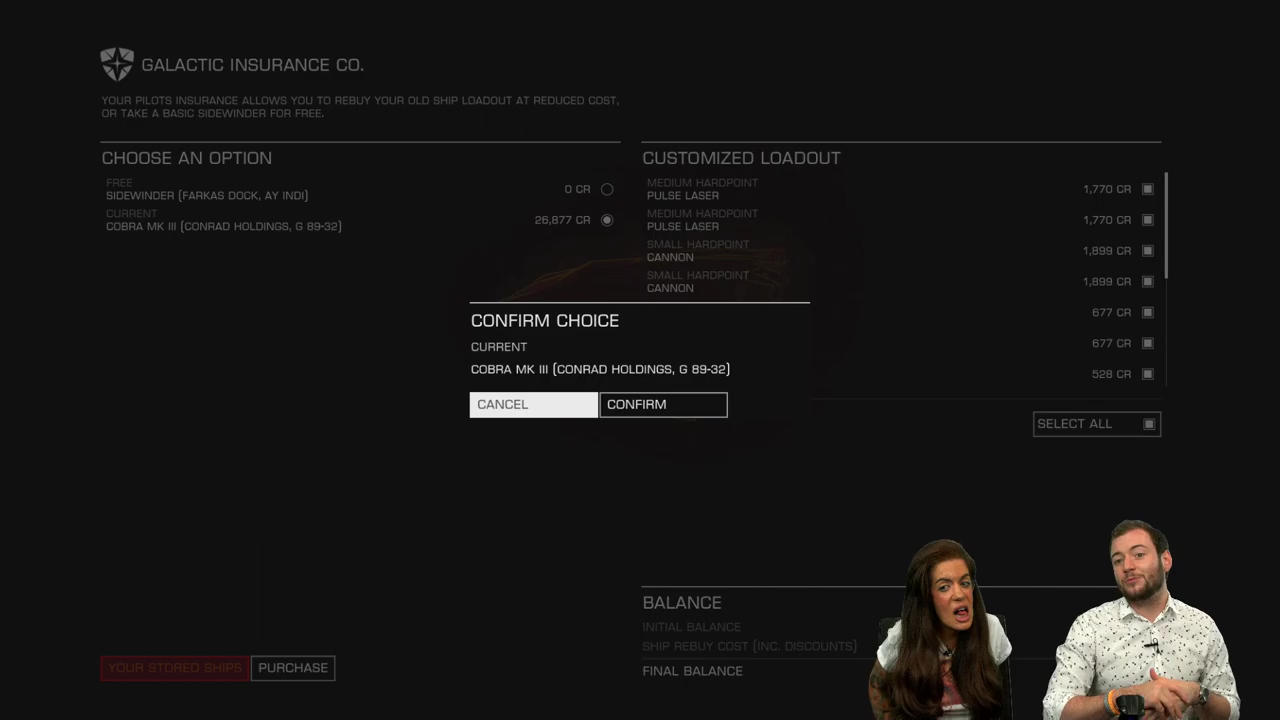 GALACTIC INSURANCE CO.
YOUR PILOTS INSURANCE ALLOWS YOU TO REBUY YOUR OLD SHIP LOADOUT AT REDUCED COST,
OR TAKE A BASIC SIDEWINDER FOR FREE.
CHOOSE AN OPTION
FREE
SIDEWINDER (FARKAS DOCK, AY INDI) 0 CR
CURRENT
COBRA MK III (CONRAD HOLDINGS, G 89-32) 26,877 CR
CUSTOMIZED LOADOUT
MEDIUM HARDPOINT
PULSE LASER 1,770 CR
MEDIUM HARDPOINT
PULSE LASER 1,770 CR
SMALL HARDPOINT
CANNON 1,899 CR
SMALL HARDPOINT
CANNON 1,899 CR
677 CR
677 CR
528 CR
SELECT ALL
CONFIRM CHOICE
CURRENT
COBRA MK III (CONRAD HOLDINGS, G 89-32)
CANCEL CONFIRM
BALANCE
INITIAL BALANCE
SHIP REBUY COST (INC. DISCOUNTS)
FINAL BALANCE
YOUR STORED SHIPS PURCHASE